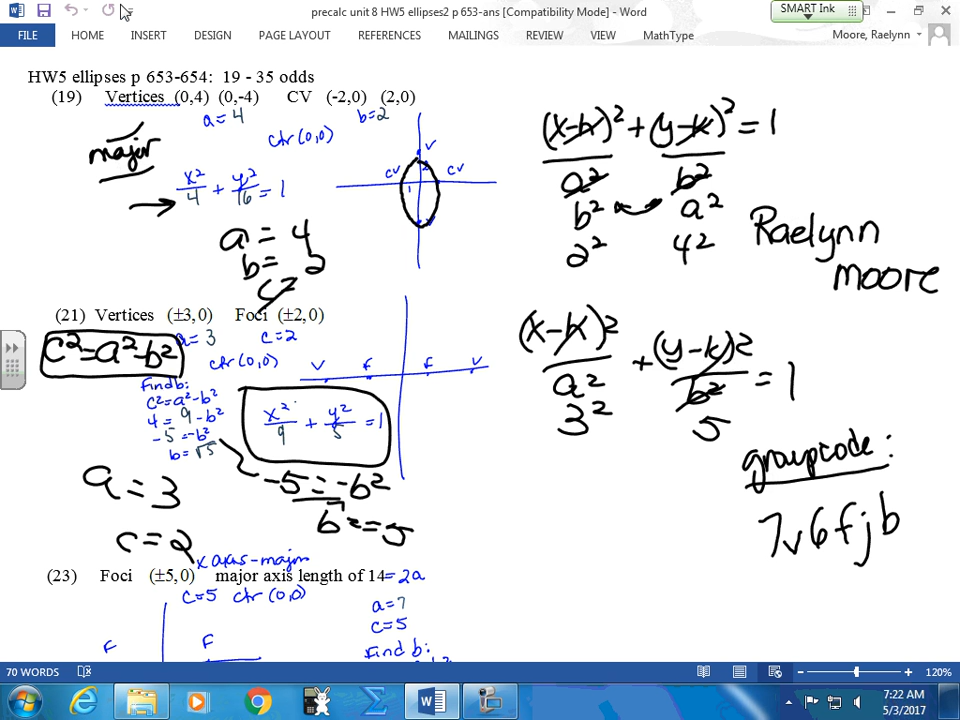 precalc unit 8 HW5 ellipses2 p 653-ans [Compatibility Mode] - Word
SMART Ink
FILE HOME INSERT DESIGN PAGE LAYOUT REFERENCES MAILINGS REVIEW VIEW MathType Moore, Raelynn
HW5 ellipses p 653-654: 19 - 35 odds
(19) Vertices (0,4) (0,-4) CV (-2,0) (2,0)
a=4 b=2
ctr (0,0)
major
x²/4 + y²/16 = 1
V
CV 2 CV
1
V
a = 4
b = 2
c²
(x-h)²/a² + (y-k)²/b² = 1
b² a²
2² 4²
Raelynn
moore
(21) Vertices (±3,0) Foci (±2,0)
a=3 c=2
c²=a²-b²
ctr (0,0)
V F F V
Find b:
c²=a²-b²
4 = 9 -b²
-5 =-b²
b=√5
x²/9 + y²/5 = 1
(x-h)²/a² + (y-k)²/b² = 1
3² 5
a = 3
-5 = -b²
b² = 5
c = 2
groupcode:
7v6fjb
x axis-major
(23) Foci (±5,0) major axis length of 14 = 2a
c=5 ctr (0,0)
a=7
c=5
Find b:
F F
70 WORDS 120%
7:22 AM
5/3/2017